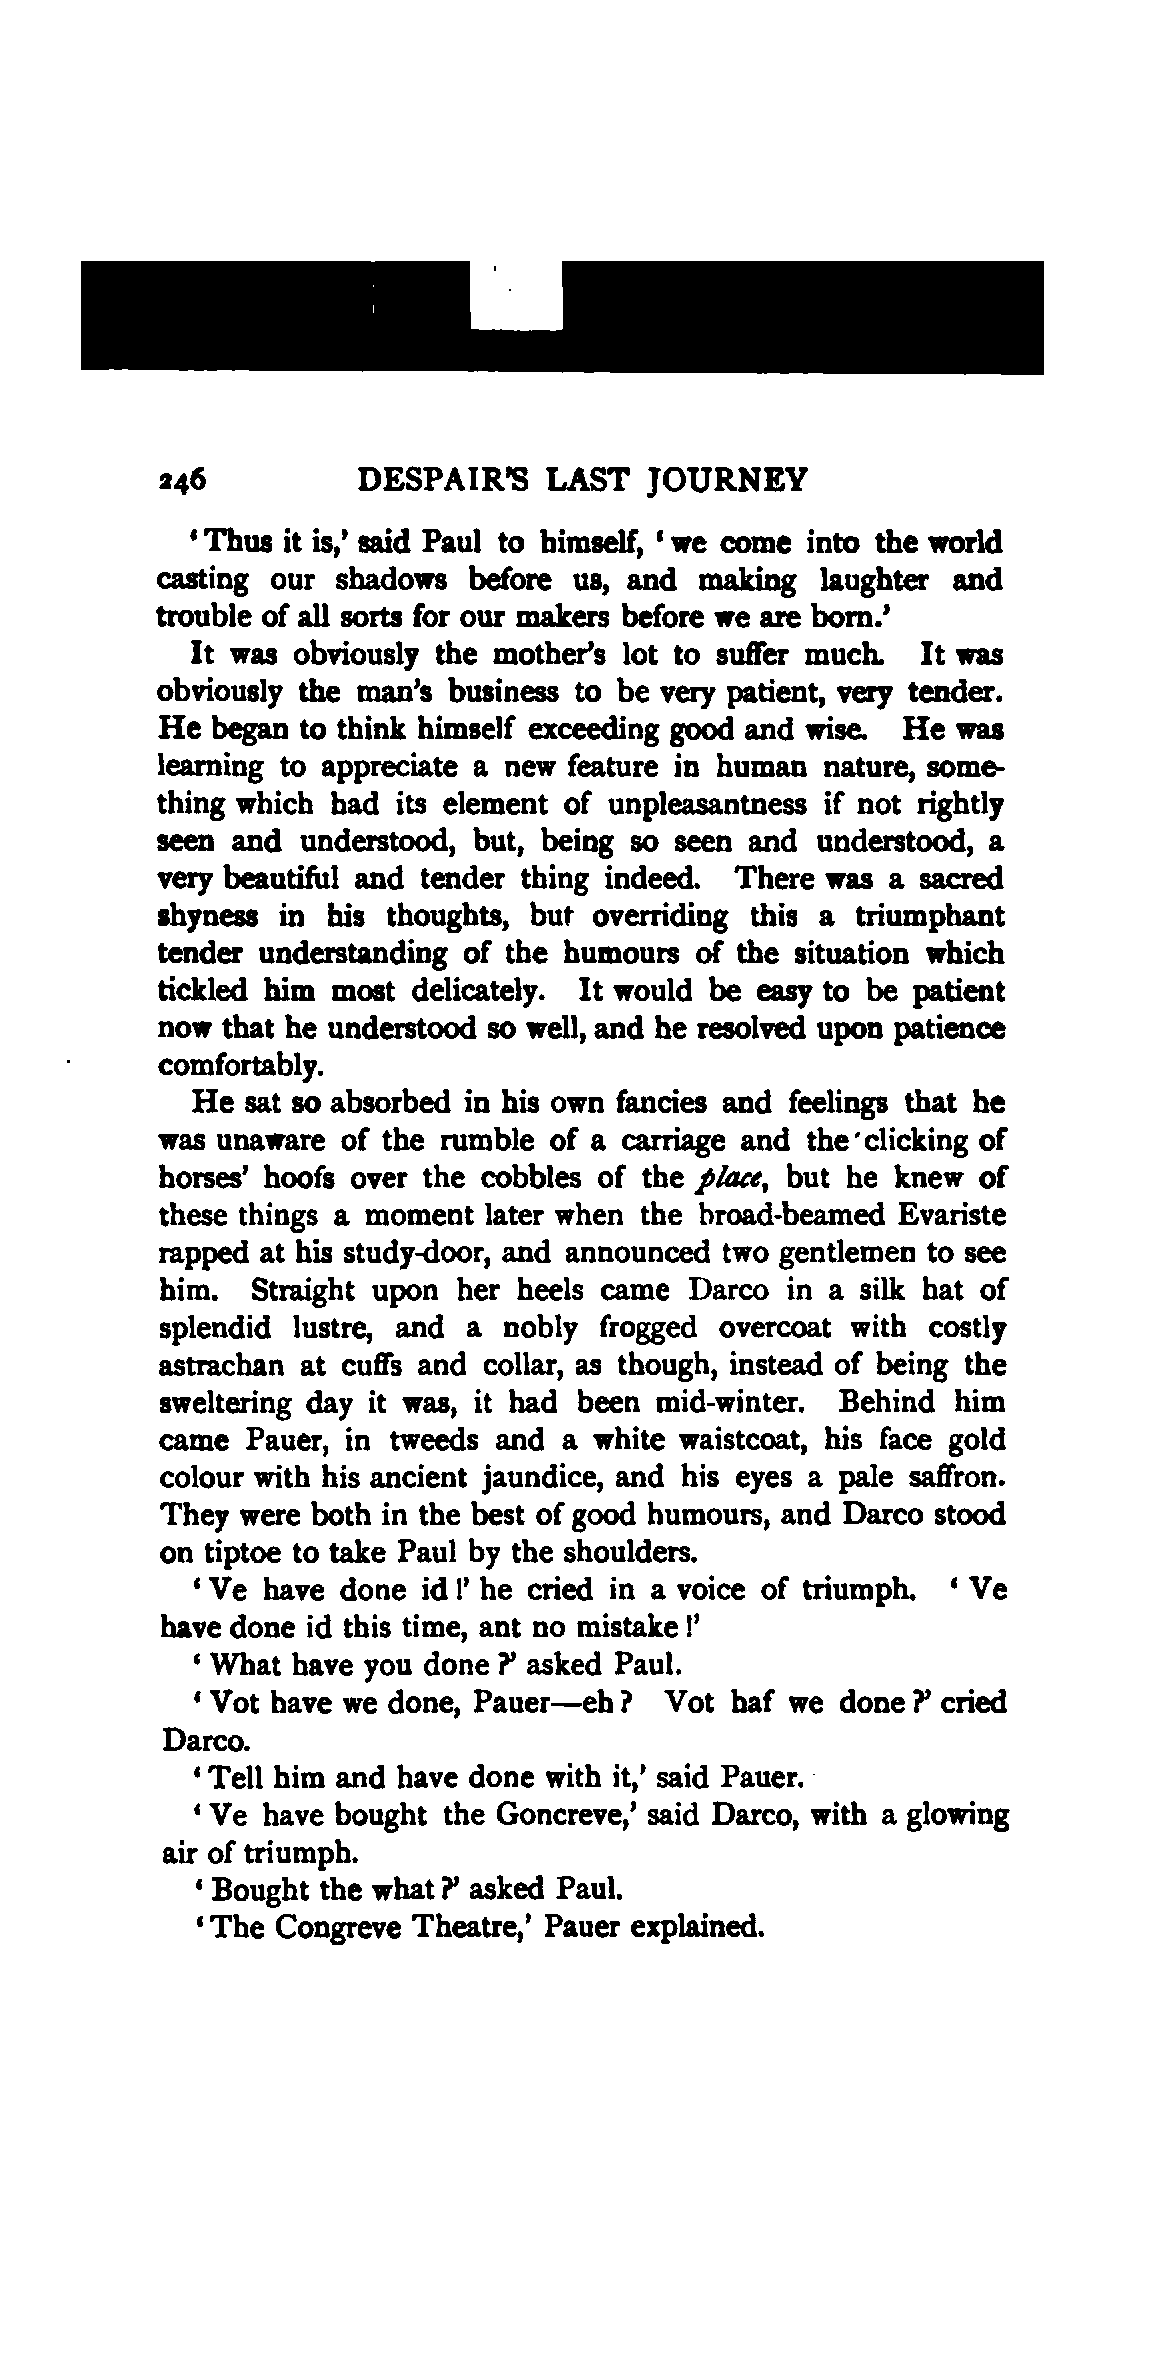 246 DESPAIR'S LAST JOURNEY
‘Thus it is,’ said Paul to himself, ‘we come into the world
casting our shadows before us, and making laughter and
trouble of all sorts for our makers before we are born.’
It was obviously the mother's lot to suffer much. It was
obviously the man's business to be very patient, very tender.
He began to think himself exceeding good and wise. He was
learning to appreciate a new feature in human nature, some-
thing which had its element of unpleasantness if not rightly
seen and understood, but, being so seen and understood, a
very beautiful and tender thing indeed. There was a sacred
shyness in his thoughts, but overriding this a triumphant
tender understanding of the humours of the situation which
tickled him most delicately. It would be easy to be patient
now that he understood so well, and he resolved upon patience
comfortably.
He sat so absorbed in his own fancies and feelings that he
was unaware of the rumble of a carriage and the clicking of
horses’ hoofs over the cobbles of the place, but he knew of
these things a moment later when the broad-beamed Evariste
rapped at his study-door, and announced two gentlemen to see
him. Straight upon her heels came Darco in a silk hat of
splendid lustre, and a nobly frogged overcoat with costly
astrachan at cuffs and collar, as though, instead of being the
sweltering day it was, it had been mid-winter. Behind him
came Pauer, in tweeds and a white waistcoat, his face gold
colour with his ancient jaundice, and his eyes a pale saffron.
They were both in the best of good humours, and Darco stood
on tiptoe to take Paul by the shoulders.
‘Ve have done id!’ he cried in a voice of triumph. ‘Ve
have done id this time, ant no mistake!’
‘What have you done?’ asked Paul.
‘Vot have we done, Pauer—eh? Vot haf we done?’ cried
Darco.
‘Tell him and have done with it,’ said Pauer.
‘Ve have bought the Goncreve,’ said Darco, with a glowing
air of triumph.
‘Bought the what?’ asked Paul.
‘The Congreve Theatre,’ Pauer explained.